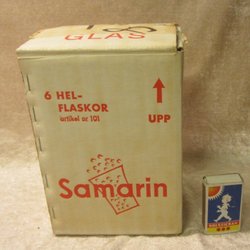 GLAS
6 HEL-
FLASKOR
artikel nr 101
UPP
Samarin